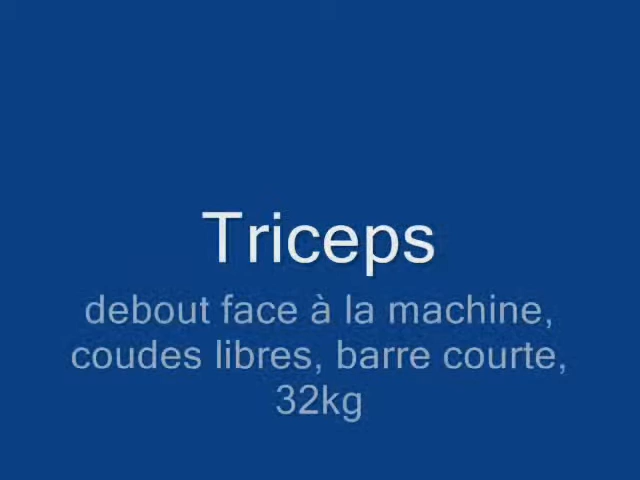 Triceps
debout face à la machine,
coudes libres, barre courte,
32kg